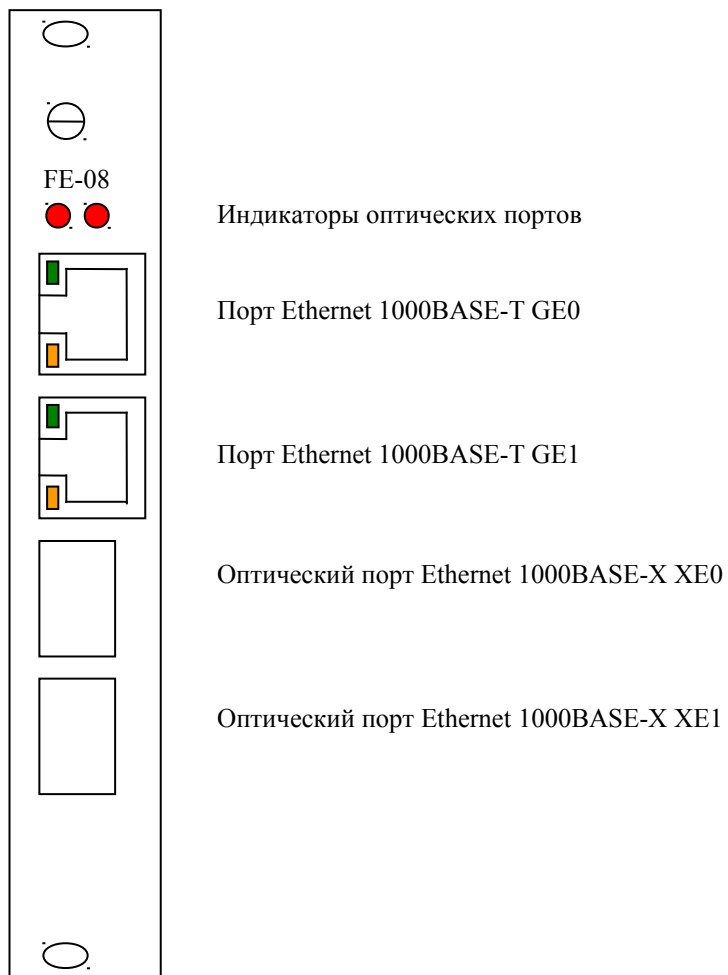 FE-08
Индикаторы оптических портов
Порт Ethernet 1000BASE-T GE0
Порт Ethernet 1000BASE-T GE1
Оптический порт Ethernet 1000BASE-X XE0
Оптический порт Ethernet 1000BASE-X XE1